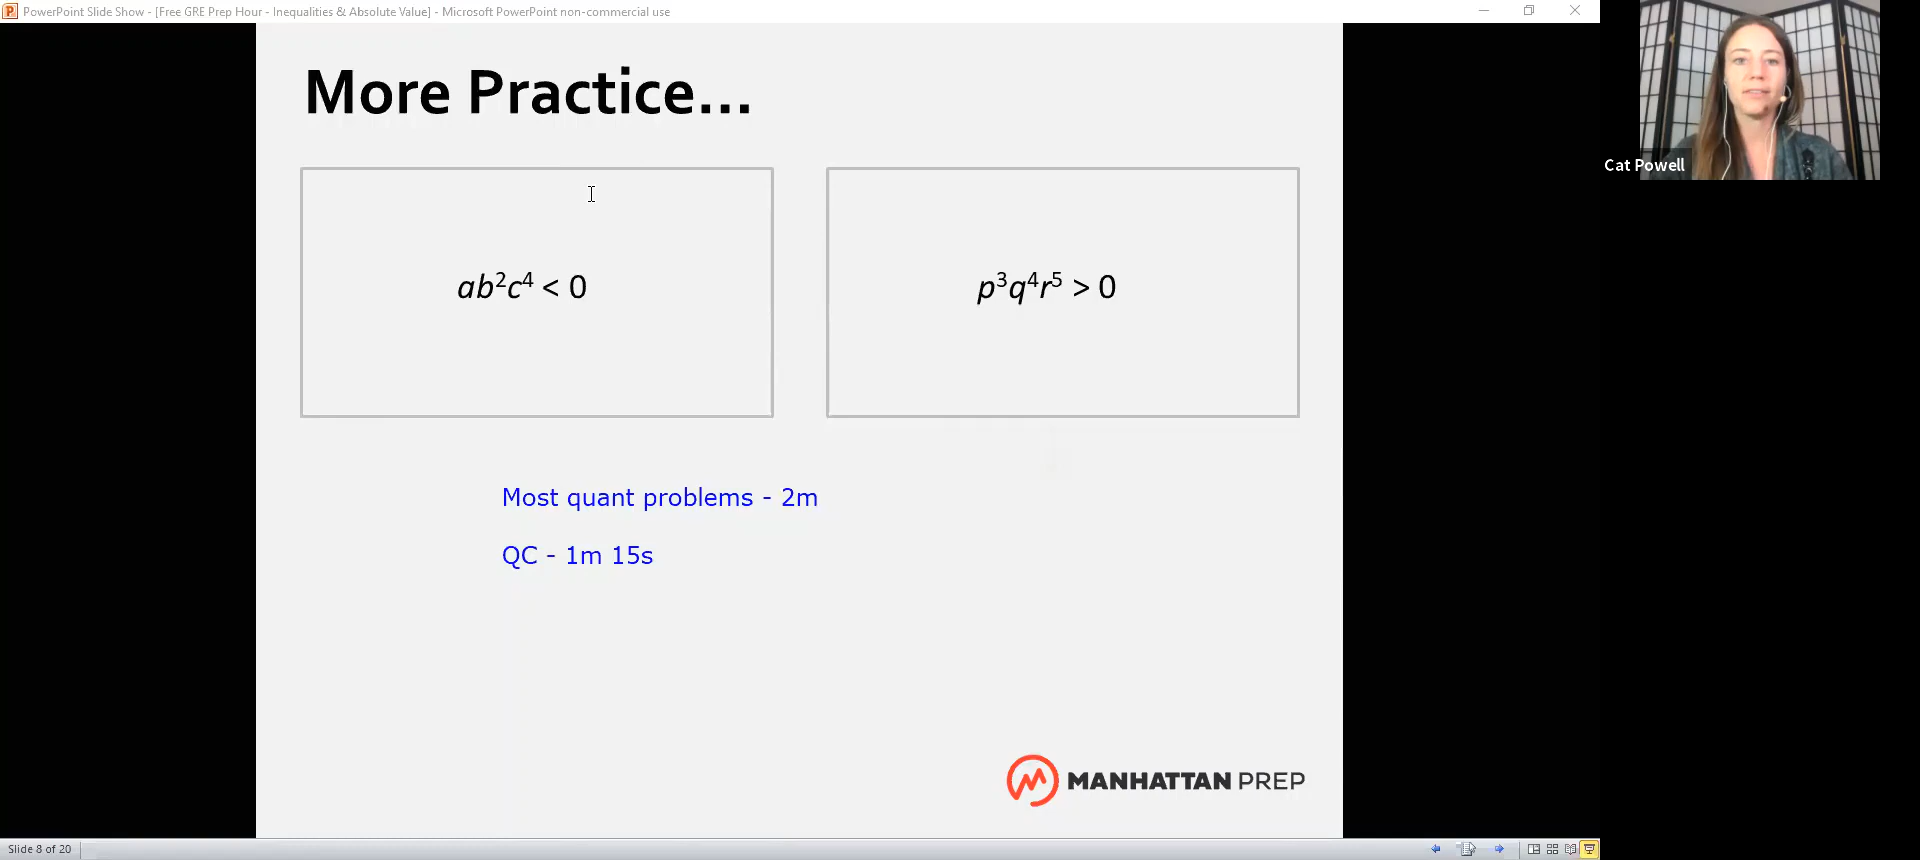 PowerPoint Slide Show - [Free GRE Prep Hour - Inequalities & Absolute Value] - Microsoft PowerPoint non-commercial use
More Practice...
ab²c⁴ < 0
p³q⁴r⁵ > 0
Most quant problems - 2m
QC - 1m 15s
MANHATTAN PREP
Cat Powell
Slide 8 of 20